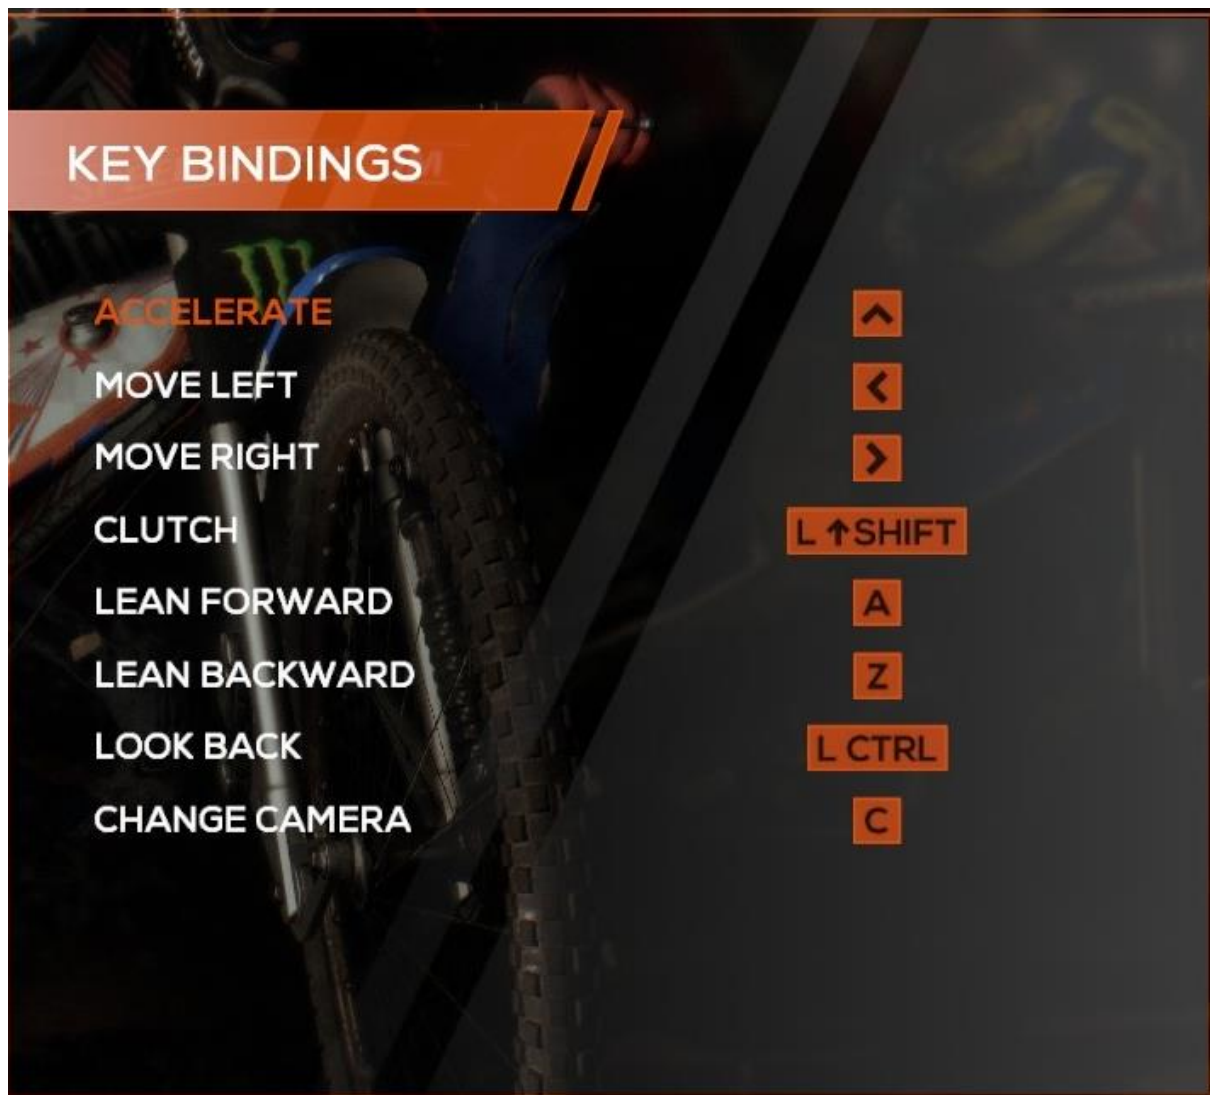 KEY BINDINGS
ACCELERATE ^
MOVE LEFT <
MOVE RIGHT >
CLUTCH L ↑SHIFT
LEAN FORWARD A
LEAN BACKWARD Z
LOOK BACK L CTRL
CHANGE CAMERA C